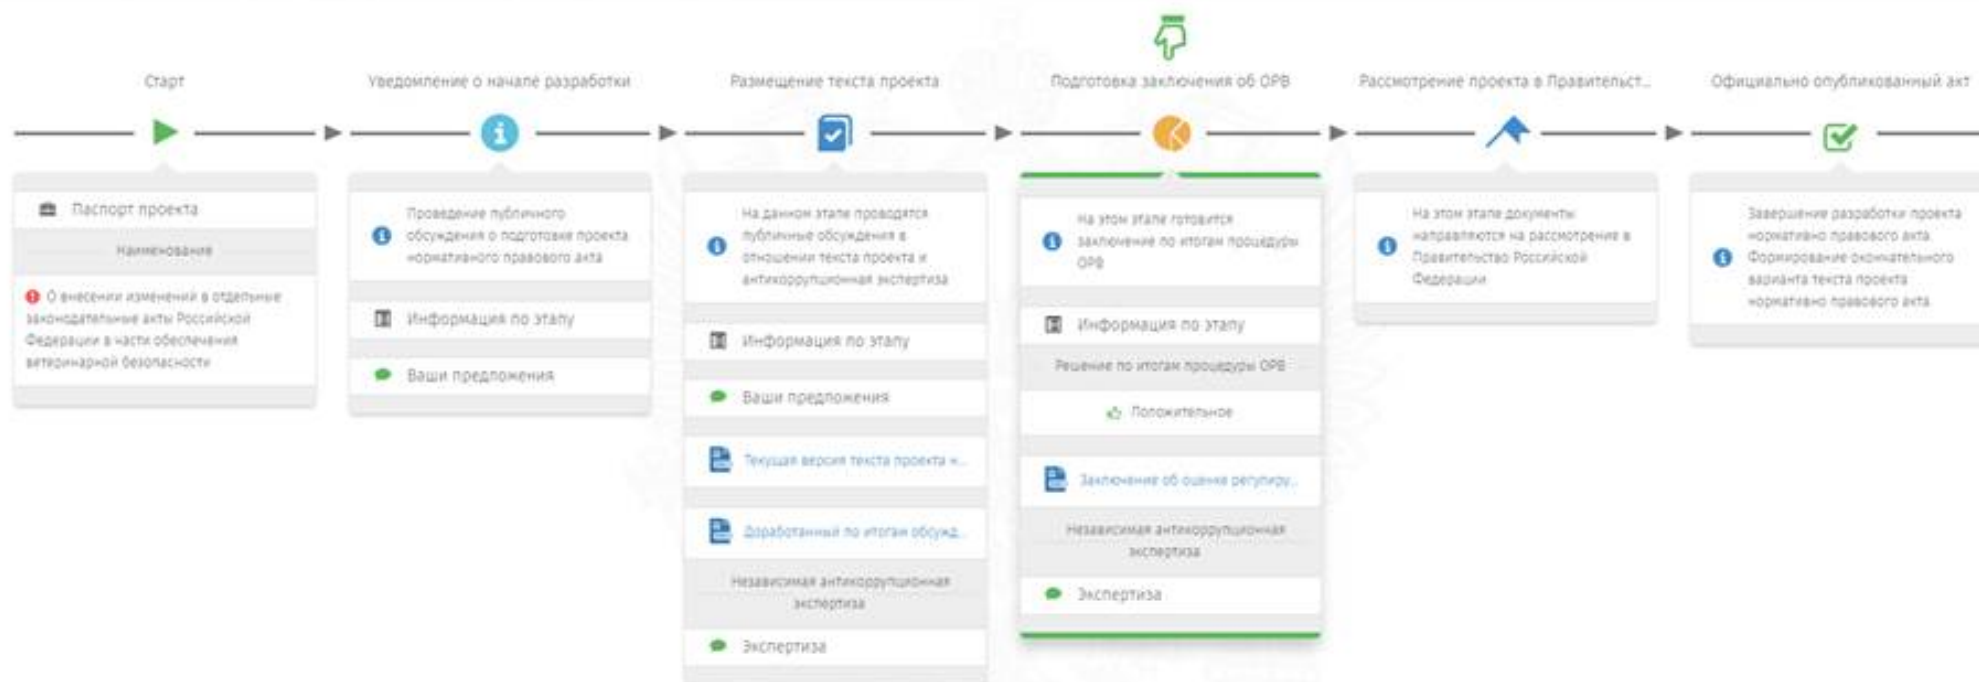 Старт
Паспорт проекта
Наименование
О внесении изменений в отдельные
законодательные акты Российской
Федерации в части обеспечения
ветеринарной безопасности
Уведомление о начале разработки
Проведение публичного
обсуждения о подготовке проекта
нормативного правового акта
Информация по этапу
Ваши предложения
Размещение текста проекта
На данном этапе проводятся
публичные обсуждения в
отношении текста проекта и
антикоррупционная экспертиза
Информация по этапу
Ваши предложения
Текущая версия текста проекта н...
Доработанный по итогам обсужд...
Независимая антикоррупционная
экспертиза
Экспертиза
Подготовка заключения об ОРВ
На этом этапе готовится
заключение по итогам процедуры
ОРВ
Информация по этапу
Решение по итогам процедуры ОРВ
Положительное
Заключение об оценке регулиру...
Независимая антикоррупционная
экспертиза
Экспертиза
Рассмотрение проекта в Правительст...
На этом этапе документы
направляются на рассмотрение в
Правительство Российской
Федерации
Официально опубликованный акт
Завершение разработки проекта
нормативно правового акта.
Формирование окончательного
варианта текста проекта
нормативно правового акта